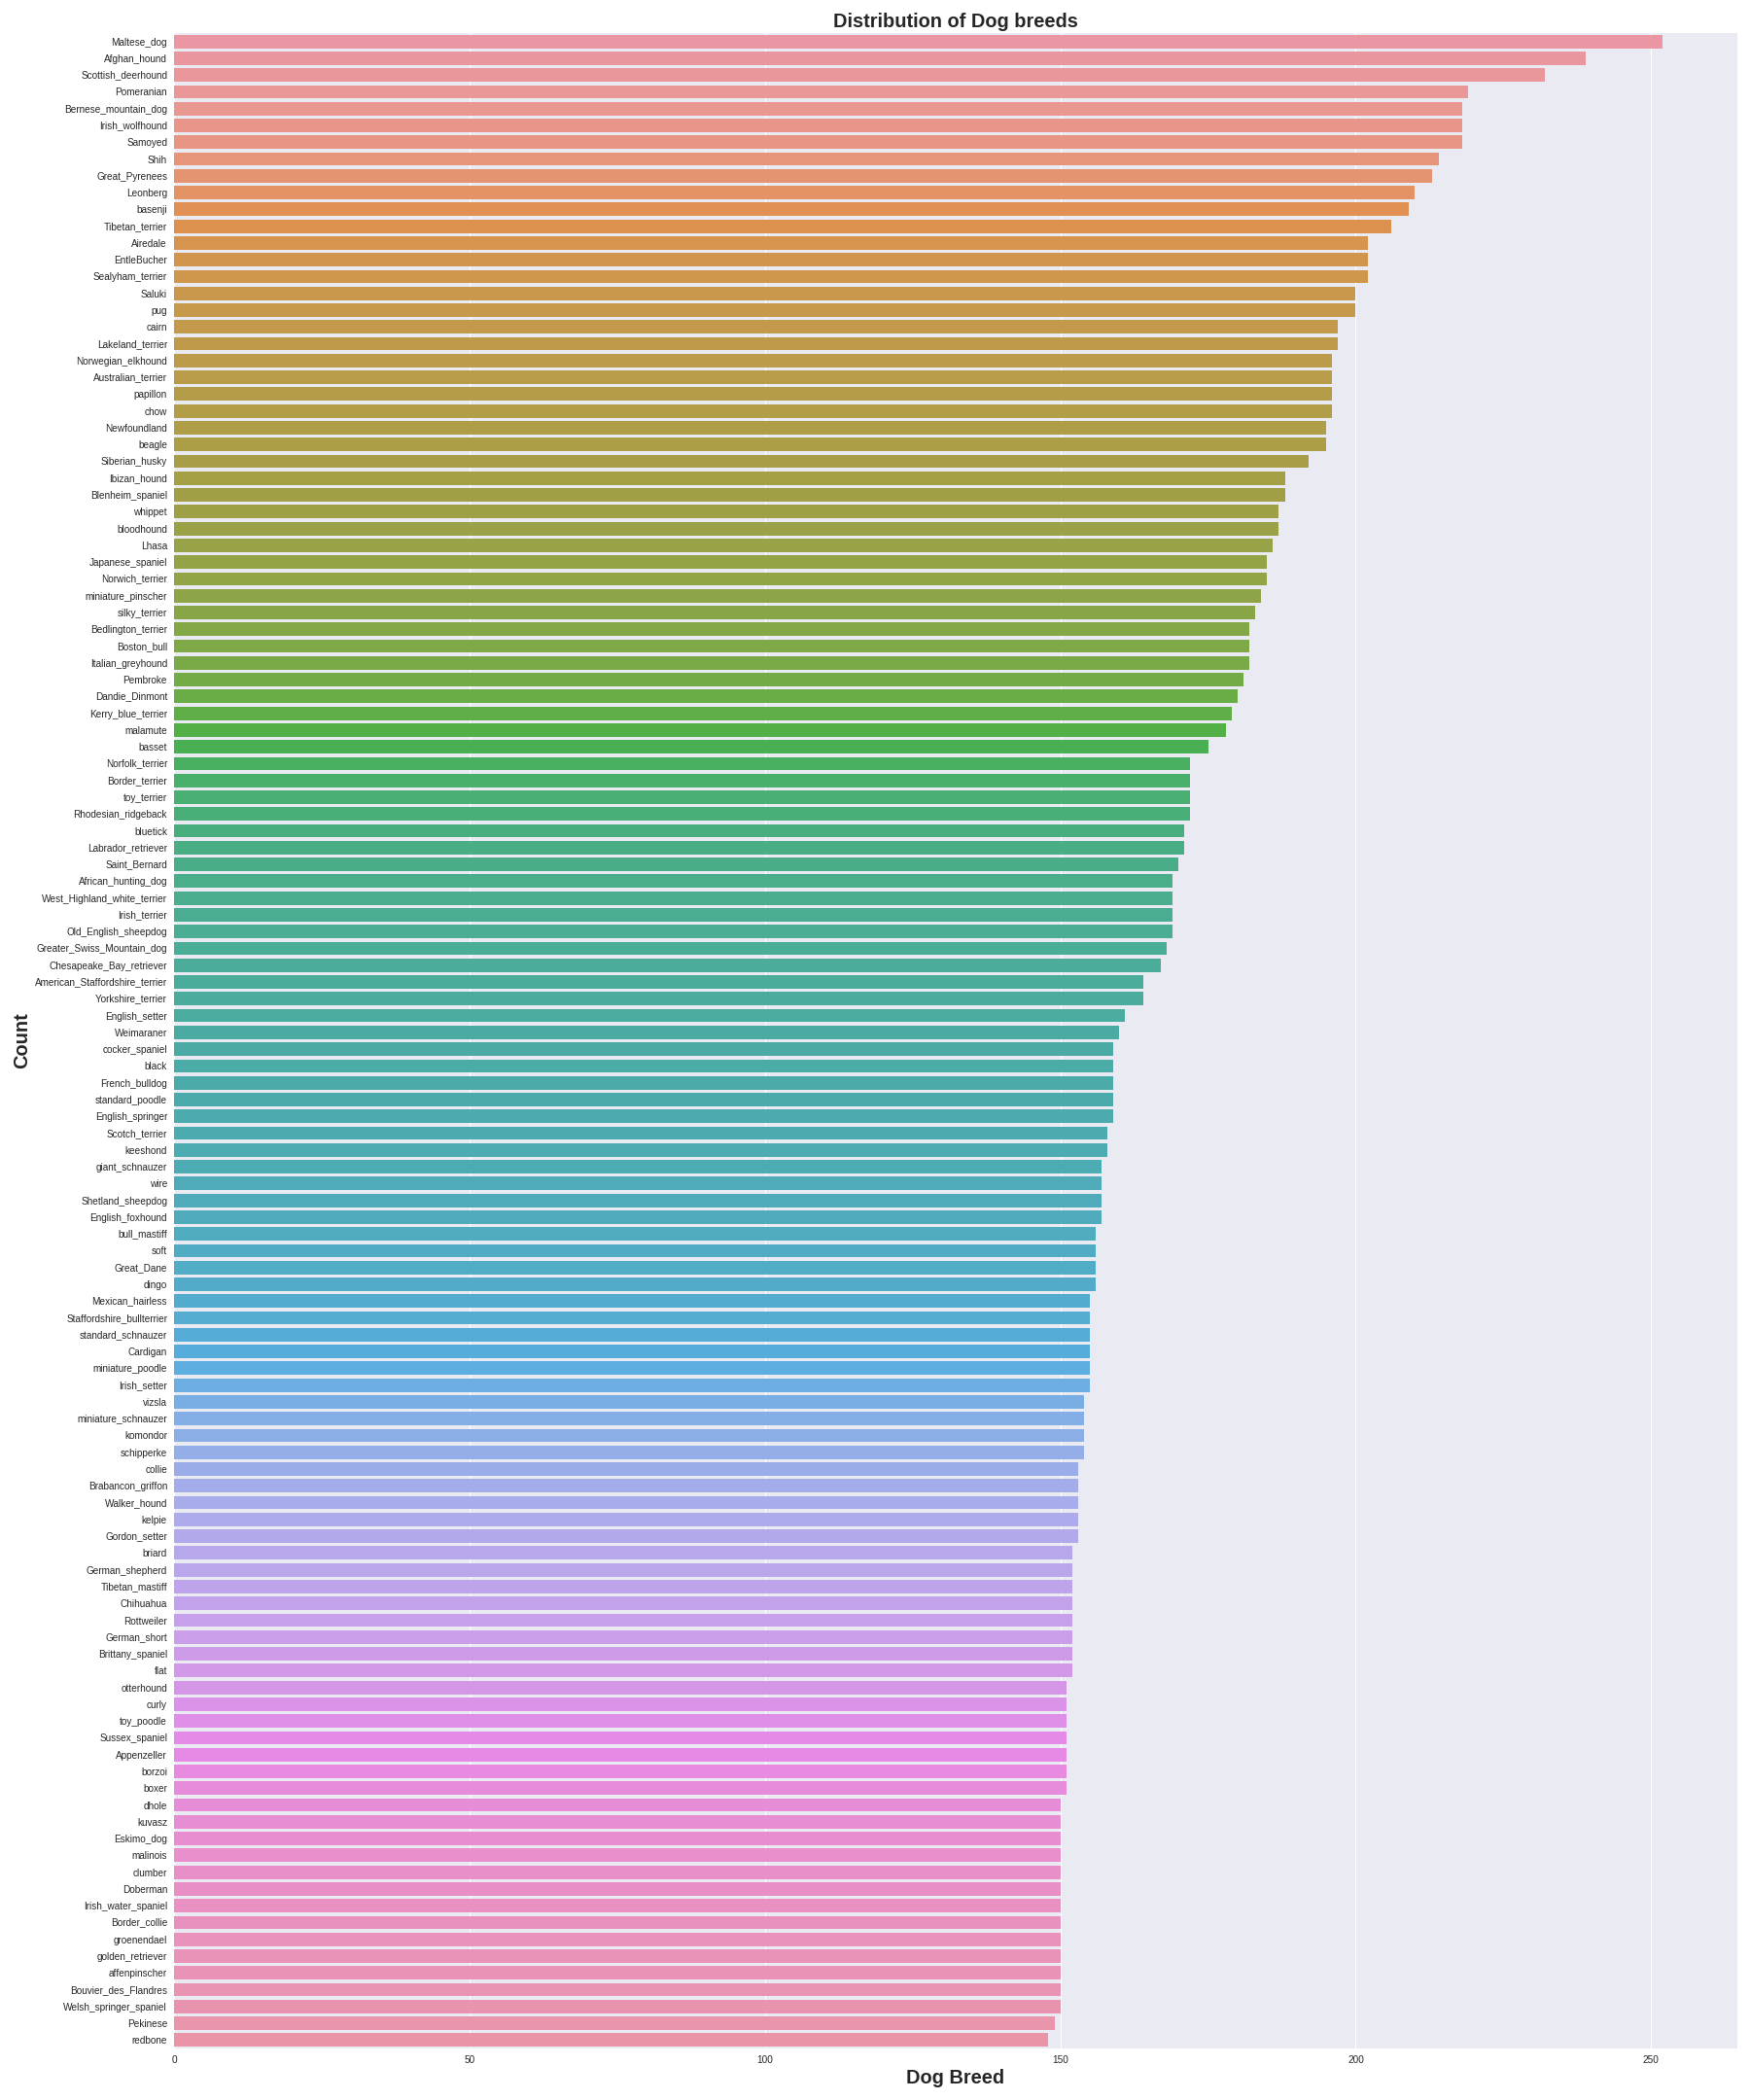 Distribution of Dog breeds
Maltese_dog
Afghan_hound
Scottish_deerhound
Pomeranian
Bernese_mountain_dog
Irish_wolfhound
Samoyed
Shih
Great_Pyrenees
Leonberg
basenji
Tibetan_terrier
Airedale
EntleBucher
Sealyham_terrier
Saluki
pug
cairn
Lakeland_terrier
Norwegian_elkhound
Australian_terrier
papillon
chow
Newfoundland
beagle
Siberian_husky
Ibizan_hound
Blenheim_spaniel
whippet
bloodhound
Lhasa
Japanese_spaniel
Norwich_terrier
miniature_pinscher
silky_terrier
Bedlington_terrier
Boston_bull
Italian_greyhound
Pembroke
Dandie_Dinmont
Kerry_blue_terrier
malamute
basset
Norfolk_terrier
Border_terrier
toy_terrier
Rhodesian_ridgeback
bluetick
Labrador_retriever
Saint_Bernard
African_hunting_dog
West_Highland_white_terrier
Irish_terrier
Old_English_sheepdog
Greater_Swiss_Mountain_dog
Chesapeake_Bay_retriever
American_Staffordshire_terrier
Yorkshire_terrier
English_setter
Weimaraner
cocker_spaniel
black
French_bulldog
standard_poodle
English_springer
Scotch_terrier
keeshond
giant_schnauzer
wire
Shetland_sheepdog
English_foxhound
bull_mastiff
soft
Great_Dane
dingo
Mexican_hairless
Staffordshire_bullterrier
standard_schnauzer
Cardigan
miniature_poodle
Irish_setter
vizsla
miniature_schnauzer
komondor
schipperke
collie
Brabancon_griffon
Walker_hound
kelpie
Gordon_setter
briard
German_shepherd
Tibetan_mastiff
Chihuahua
Rottweiler
German_short
Brittany_spaniel
flat
otterhound
curly
toy_poodle
Sussex_spaniel
Appenzeller
borzoi
boxer
dhole
kuvasz
Eskimo_dog
malinois
clumber
Doberman
Irish_water_spaniel
Border_collie
groenendael
golden_retriever
affenpinscher
Bouvier_des_Flandres
Welsh_springer_spaniel
Pekinese
redbone
Count
0 50 100 150 200 250
Dog Breed